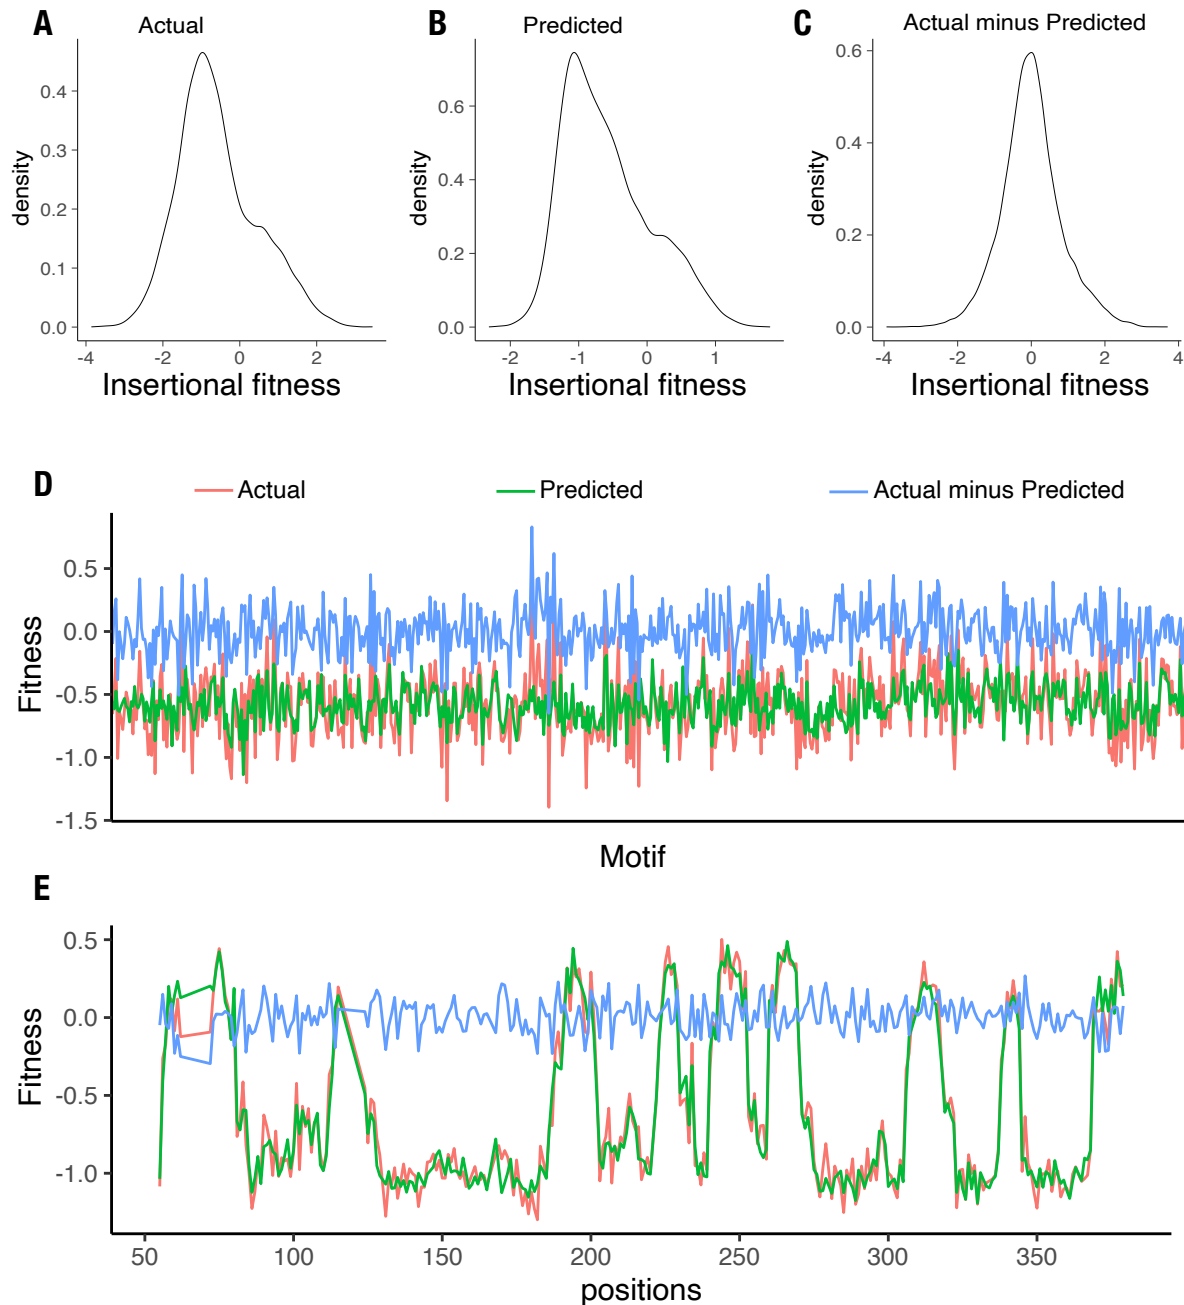 A Actual
B Predicted
C Actual minus Predicted
density
0.4
0.3
0.2
0.1
0.0
-4 -2 0 2
Insertional fitness
density
0.6
0.4
0.2
0.0
-2 -1 0 1
Insertional fitness
density
0.6
0.4
0.2
0.0
-4 -2 0 2 4
Insertional fitness
D
Actual Predicted Actual minus Predicted
Fitness
0.5
0.0
-0.5
-1.0
-1.5
Motif
E
Fitness
0.5
0.0
-0.5
-1.0
50 100 150 200 250 300 350
positions